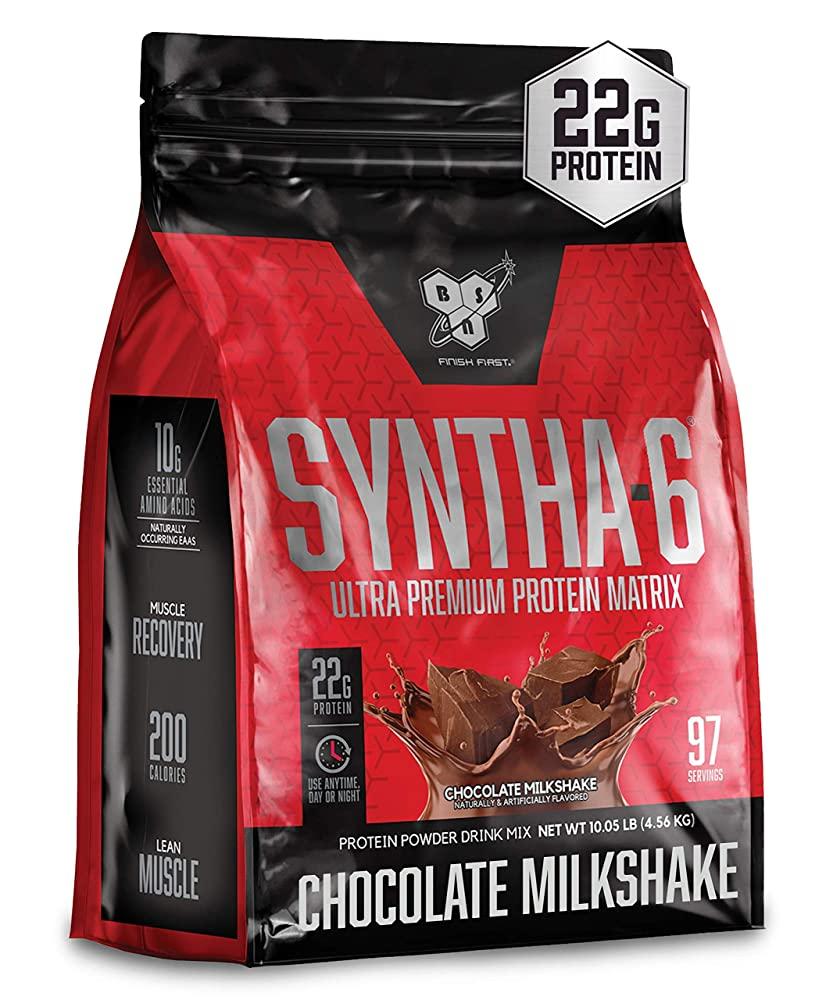 22G
PROTEIN
B S
n
FINISH FIRST.®
SYNTHA-6®
ULTRA PREMIUM PROTEIN MATRIX
10G
ESSENTIAL
AMINO ACIDS
NATURALLY
OCCURRING EAAS
MUSCLE
RECOVERY
200
CALORIES
LEAN
MUSCLE
22G
PROTEIN
USE ANYTIME,
DAY OR NIGHT
97
SERVINGS
CHOCOLATE MILKSHAKE
NATURALLY & ARTIFICIALLY FLAVORED
PROTEIN POWDER DRINK MIX NET WT 10.05 LB (4.56 KG)
CHOCOLATE MILKSHAKE